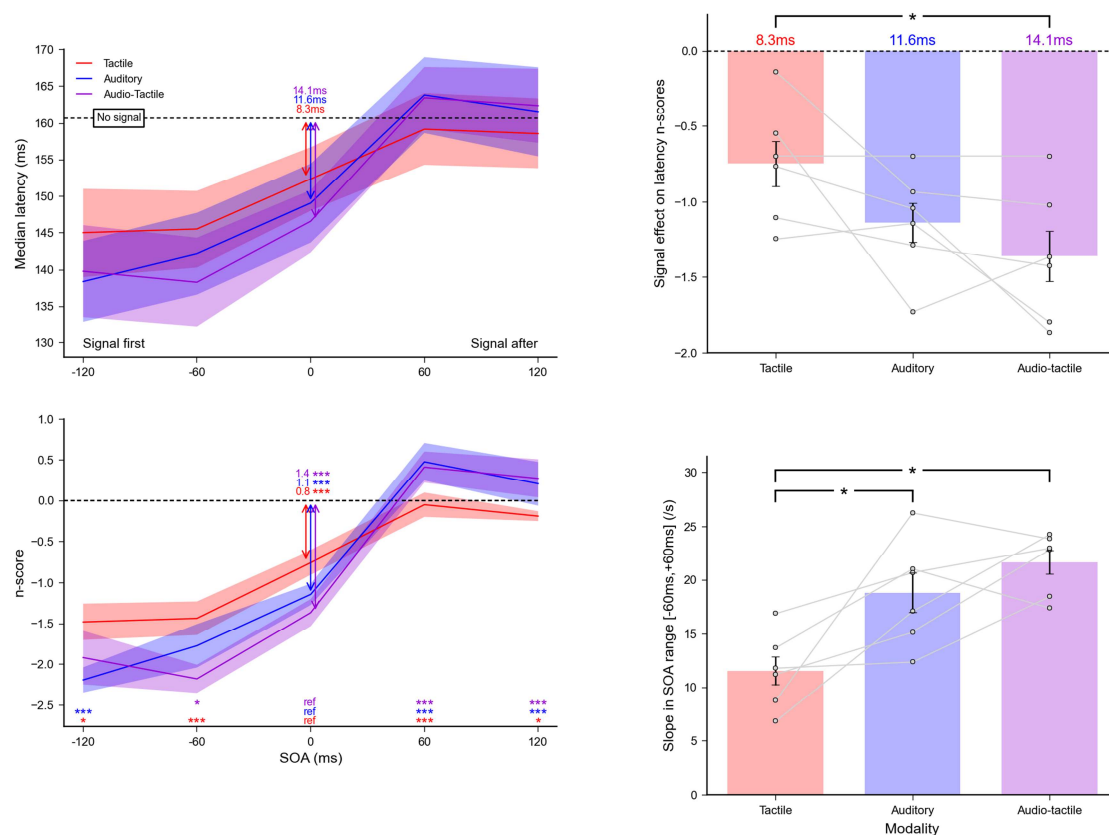 170
165
160
155
150
145
140
135
130
Median latency (ms)
Tactile
Auditory
Audio-Tactile
No signal
14.1ms
11.6ms
8.3ms
Signal first
Signal after
-120
-60
0
60
120
*
8.3ms
11.6ms
14.1ms
0.0
−0.5
−1.0
−1.5
−2.0
Signal effect on latency n-scores
Tactile
Auditory
Audio-tactile
1.0
0.5
0.0
−0.5
−1.0
−1.5
−2.0
−2.5
n-score
1.4 ***
1.1 ***
0.8 ***
* ref *** ***
*** ref *** ***
* *** ref *** *
-120
-60
0
60
120
SOA (ms)
*
*
30
25
20
15
10
5
0
Slope in SOA range [-60ms,+60ms] (/s)
Tactile
Auditory
Audio-tactile
Modality